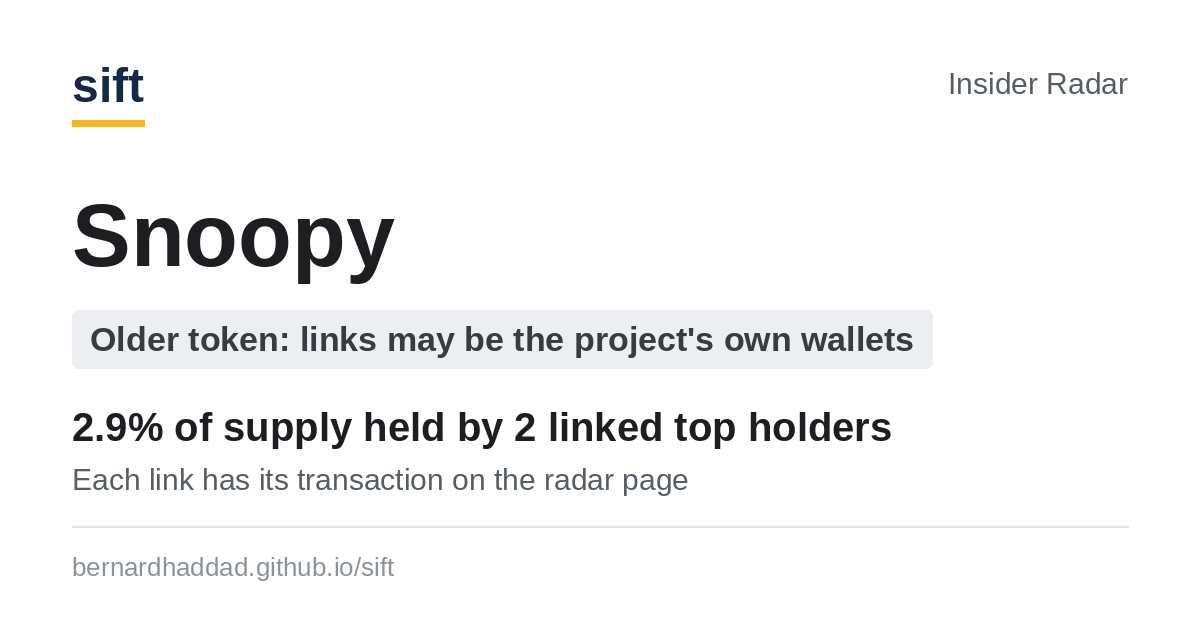 sift
Insider Radar
Snoopy
Older token: links may be the project's own wallets
2.9% of supply held by 2 linked top holders
Each link has its transaction on the radar page
bernardhaddad.github.io/sift